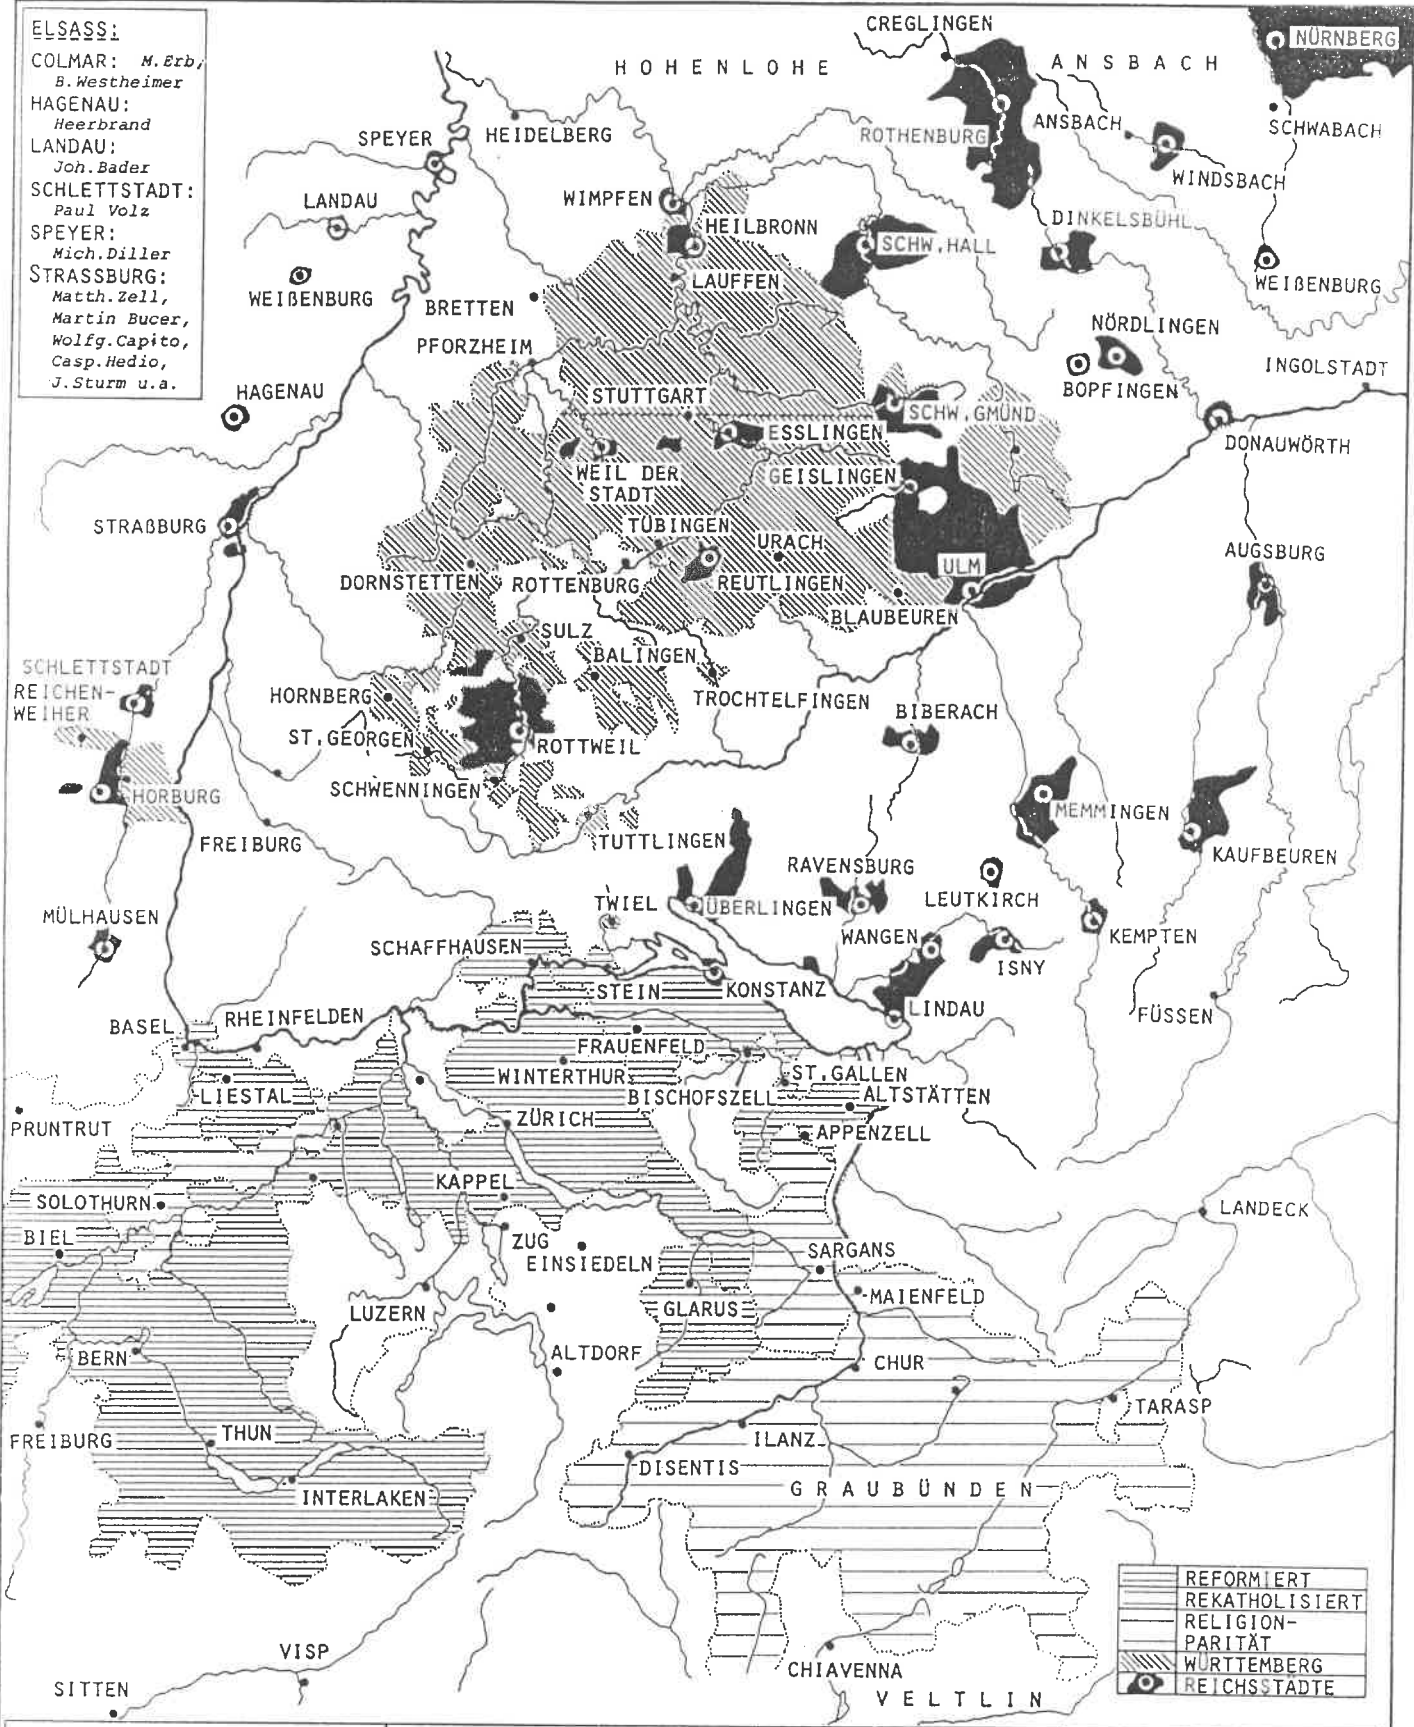 ELSASS:
COLMAR: M.Erb,
B.Westheimer
HAGENAU:
Heerbrand
LANDAU:
Joh.Bader
SCHLETTSTADT:
Paul Volz
SPEYER:
Mich.Diller
STRASSBURG:
Matth.Zell,
Martin Bucer,
Wolfg.Capito,
Casp.Hedio,
J.Sturm u.a.
CREGLINGEN
NÜRNBERG
HOHENLOHE
ANSBACH
SPEYER
HEIDELBERG
ROTHENBURG
ANSBACH
SCHWABACH
WINDSBACH
LANDAU
WIMPFEN
HEILBRONN
DINKELSBÜHL
SCHW.HALL
WEIßENBURG
LAUFFEN
WEIßENBURG
BRETTEN
NÖRDLINGEN
PFORZHEIM
INGOLSTADT
BOPFINGEN
HAGENAU
STUTTGART
SCHW.GMÜND
ESSLINGEN
DONAUWÖRTH
WEIL DER
STADT
GEISLINGEN
STRAßBURG
TÜBINGEN
URACH
AUGSBURG
DORNSTETTEN
ROTTENBURG
REUTLINGEN
ULM
BLAUBEUREN
SULZ
BALINGEN
SCHLETTSTADT
REICHEN-
WEIHER
HORNBERG
TROCHTELFINGEN
BIBERACH
ST.GEORGEN
ROTTWEIL
SCHWENNINGEN
HORBURG
MEMMINGEN
FREIBURG
TUTTLINGEN
KAUFBEUREN
RAVENSBURG
LEUTKIRCH
MÜLHAUSEN
TWIEL
ÜBERLINGEN
WANGEN
KEMPTEN
SCHAFFHAUSEN
ISNY
STEIN
KONSTANZ
LINDAU
FÜSSEN
BASEL
RHEINFELDEN
FRAUENFELD
WINTERTHUR
ST.GALLEN
LIESTAL
BISCHOFSZELL
ALTSTÄTTEN
PRUNTRUT
ZÜRICH
APPENZELL
KAPPEL
SOLOTHURN
LANDECK
BIEL
ZUG
EINSIEDELN
SARGANS
LUZERN
GLARUS
MAIENFELD
BERN
ALTDORF
CHUR
TARASP
FREIBURG
THUN
ILANZ
DISENTIS
INTERLAKEN
GRAUBÜNDEN
VISP
CHIAVENNA
SITTEN
VELTLIN
REFORMIERT
REKATHOLISIERT
RELIGION-
PARITÄT
WÜRTTEMBERG
REICHSSTÄDTE